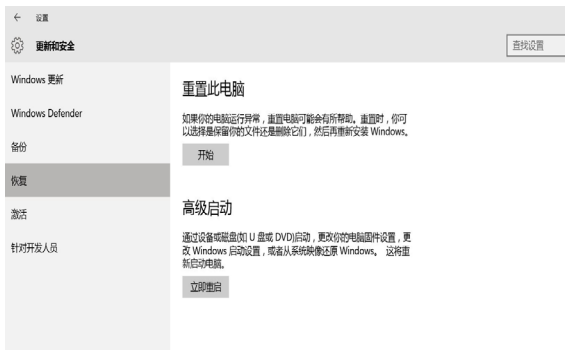 ← 设置
更新和安全
查找设置
Windows 更新
Windows Defender
备份
恢复
激活
针对开发人员
重置此电脑
如果你的电脑运行异常，重置电脑可能会有所帮助。重置时，你可
以选择是保留你的文件还是删除它们，然后再重新安装 Windows。
开始
高级启动
通过设备或磁盘(如 U 盘或 DVD)启动，更改你的电脑固件设置，更
改 Windows 启动设置，或者从系统映像还原 Windows。 这将重
新启动电脑。
立即重启